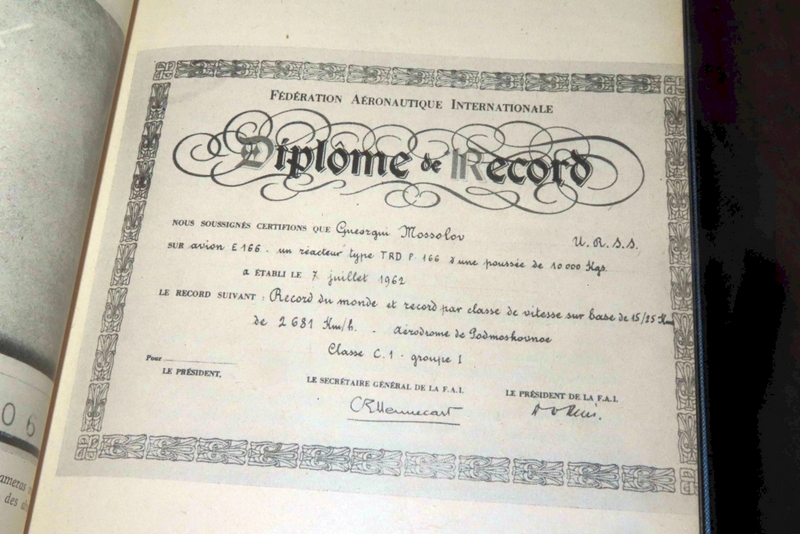 FÉDÉRATION AÉRONAUTIQUE INTERNATIONALE
Diplôme de Record
NOUS SOUSSIGNÉS CERTIFIONS QUE Gueorgui Mossolov U.R.S.S.
SUR avion E 166 - un réacteur type TRD P. 166 d'une poussée de 10 000 Kgs.
A ÉTABLI LE 7 juillet 1962
LE RECORD SUIVANT : Record du monde et record par classe de vitesse sur base de 15/25 Km
de 2 681 Km/h. - aérodrome de Podmoskovnoe
Classe C.1 - groupe I
Pour
LE PRÉSIDENT,
LE SECRÉTAIRE GÉNÉRAL DE LA F.A.I.
LE PRÉSIDENT DE LA F.A.I.
06
ameras
des